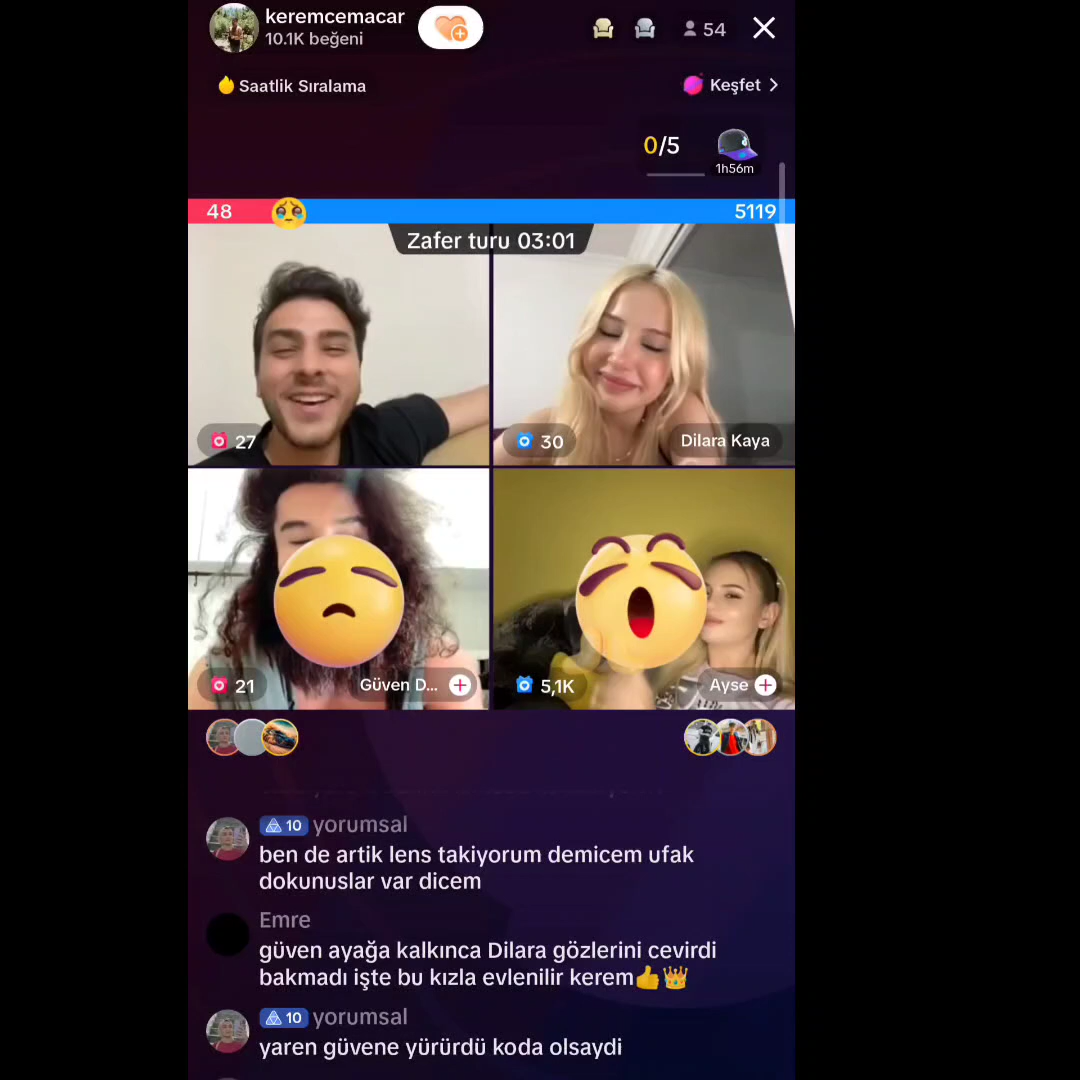 keremcemacar
10.1K beğeni
54
Saatlik Sıralama
Keşfet
0/5
1h56m
48
5119
Zafer turu 03:01
27
30
Dilara Kaya
21
Güven D...
5,1K
Ayse
10 yorumsal
ben de artik lens takiyorum demicem ufak
dokunuslar var dicem
Emre
güven ayağa kalkınca Dilara gözlerini cevirdi
bakmadı işte bu kızla evlenilir kerem👍👑
10 yorumsal
yaren güvene yürürdü koda olsaydi